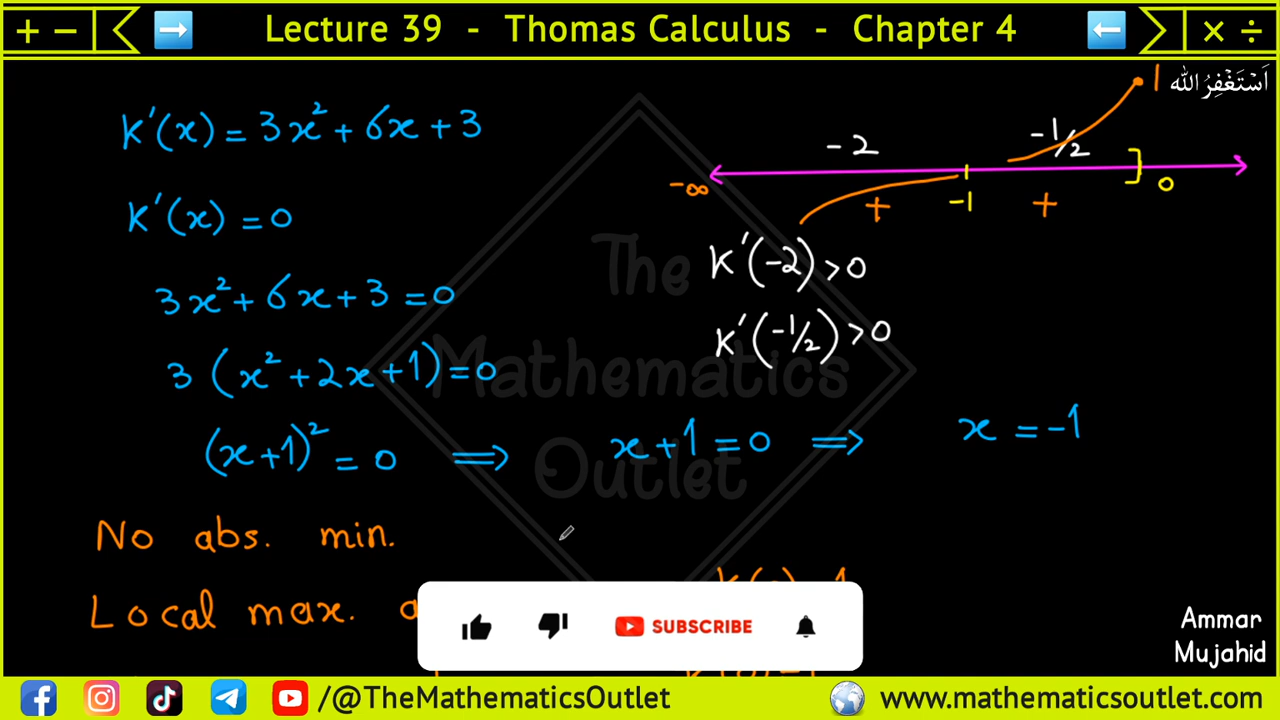 + − Lecture 39 - Thomas Calculus - Chapter 4 × ÷
اَسْتَغْفِرُ اللّٰه
K'(x) = 3x² + 6x + 3
K'(x) = 0
3x² + 6x + 3 = 0
3 (x² + 2x + 1) = 0
(x+1)² = 0 ⟹ x + 1 = 0 ⟹ x = -1
1
-2 -1/2
-∞ + -1 + ] 0
K'(-2) > 0
K'(-1/2) > 0
The
Mathematics
Outlet
No abs. min.
Local max.
SUBSCRIBE
Ammar
Mujahid
/@TheMathematicsOutlet www.mathematicsoutlet.com